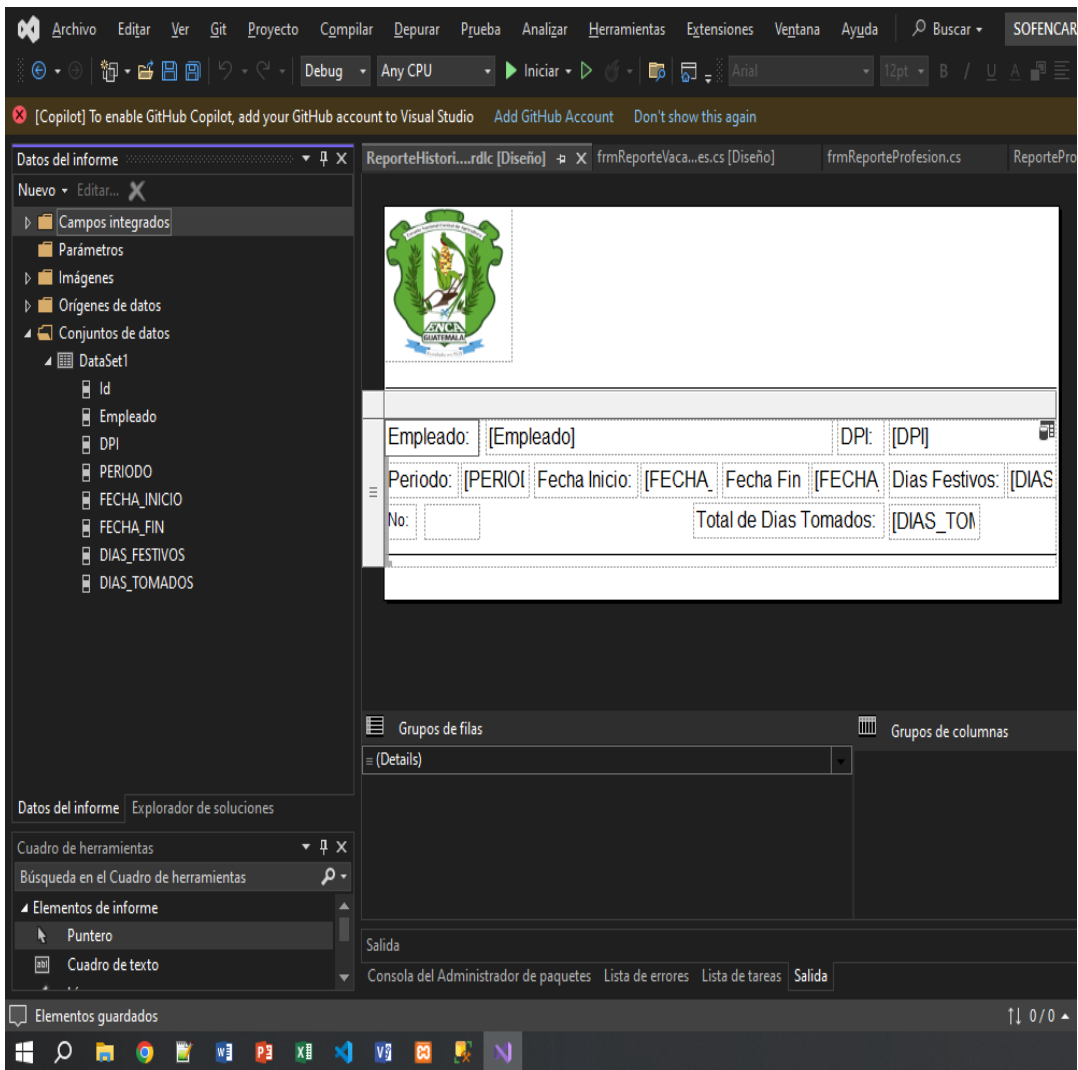 Archivo Editar Ver Git Proyecto Compilar Depurar Prueba Analizar Herramientas Extensiones Ventana Ayuda Buscar SOFENCAR
Debug Any CPU Iniciar Arial 12pt B I U A
[Copilot] To enable GitHub Copilot, add your GitHub account to Visual Studio Add GitHub Account Don't show this again
Datos del informe
ReporteHistori....rdlc [Diseño] frmReporteVaca...es.cs [Diseño] frmReporteProfesion.cs ReportePro
Nuevo Editar...
Campos integrados
Parámetros
Imágenes
Orígenes de datos
Conjuntos de datos
DataSet1
Id
Empleado
DPI
PERIODO
FECHA_INICIO
FECHA_FIN
DIAS_FESTIVOS
DIAS_TOMADOS
Escuela Nacional Central de Agricultura
ENCA
GUATEMALA
Empleado: [Empleado] DPI: [DPI]
Periodo: [PERIO Fecha Inicio: [FECHA_ Fecha Fin [FECHA Dias Festivos: [DIAS
No: Total de Dias Tomados: [DIAS_TOM
Grupos de filas Grupos de columnas
(Details)
Datos del informe Explorador de soluciones
Cuadro de herramientas
Búsqueda en el Cuadro de herramientas
Elementos de informe
Puntero
Cuadro de texto
Salida
Consola del Administrador de paquetes Lista de errores Lista de tareas Salida
Elementos guardados 0 / 0